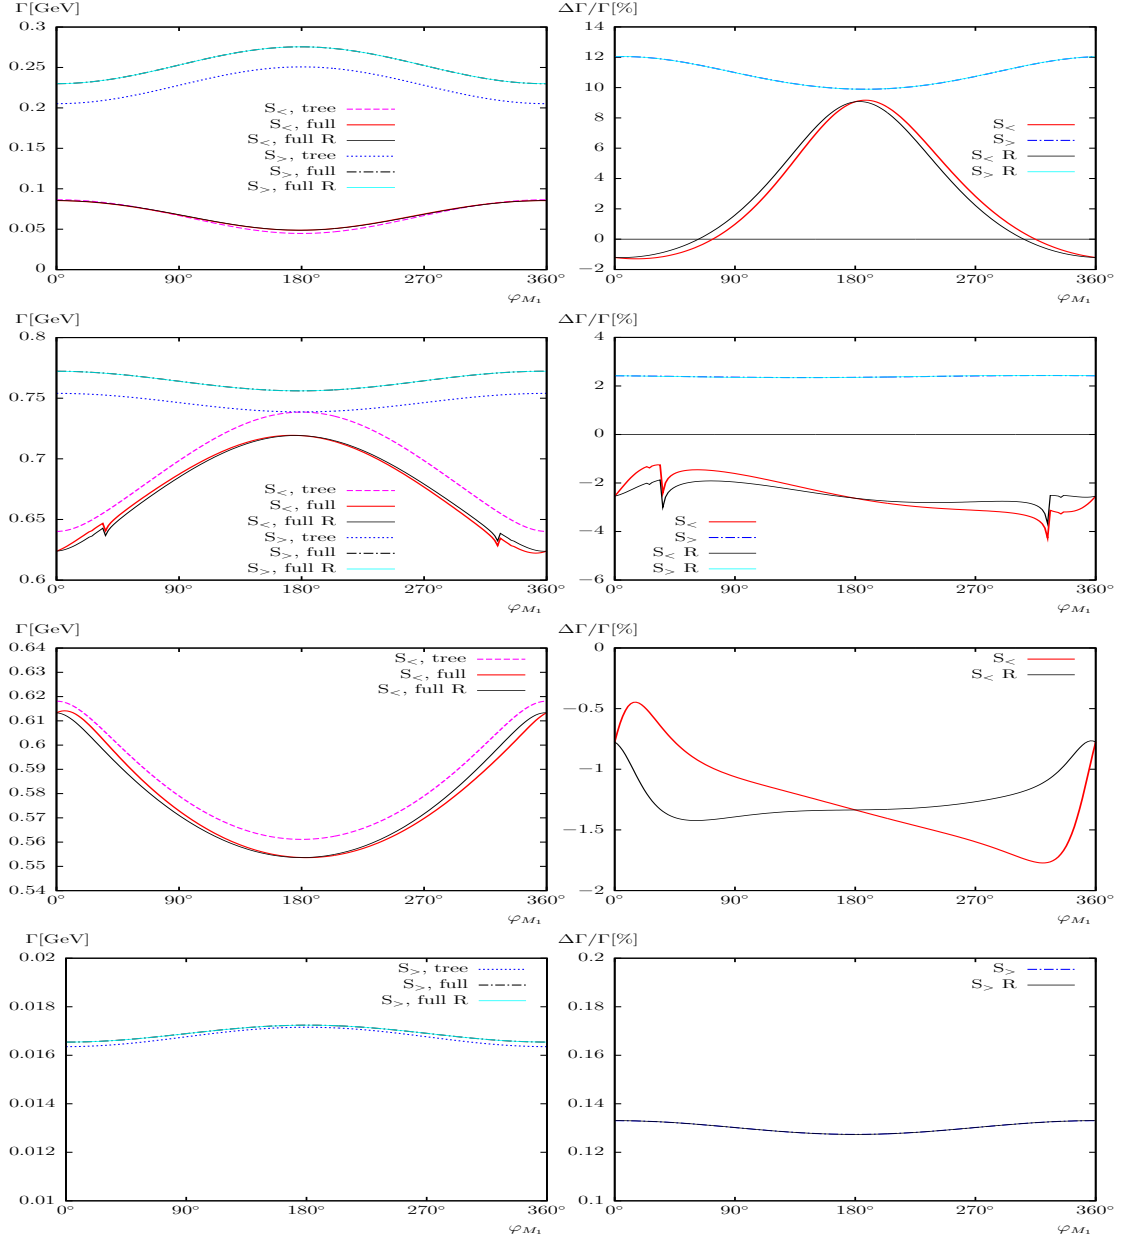 Γ[GeV]
0.3
0.25
0.2
0.15
0.1
0.05
0
0° 90° 180° 270° 360°
φM₁
S<, tree
S<, full
S<, full R
S>, tree
S>, full
S>, full R
ΔΓ/Γ[%]
14
12
10
8
6
4
2
0
−2
0° 90° 180° 270° 360°
φM₁
S<
S>
S< R
S> R
Γ[GeV]
0.8
0.75
0.7
0.65
0.6
0° 90° 180° 270° 360°
φM₁
S<, tree
S<, full
S<, full R
S>, tree
S>, full
S>, full R
ΔΓ/Γ[%]
4
2
0
−2
−4
−6
0° 90° 180° 270° 360°
φM₁
S<
S>
S< R
S> R
Γ[GeV]
0.64
0.63
0.62
0.61
0.6
0.59
0.58
0.57
0.56
0.55
0.54
0° 90° 180° 270° 360°
φM₁
S<, tree
S<, full
S<, full R
ΔΓ/Γ[%]
0
−0.5
−1
−1.5
−2
0° 90° 180° 270° 360°
φM₁
S<
S< R
Γ[GeV]
0.02
0.018
0.016
0.014
0.012
0.01
0° 90° 180° 270° 360°
φM₁
S>, tree
S>, full
S>, full R
ΔΓ/Γ[%]
0.2
0.18
0.16
0.14
0.12
0.1
0° 90° 180° 270° 360°
φM₁
S>
S> R